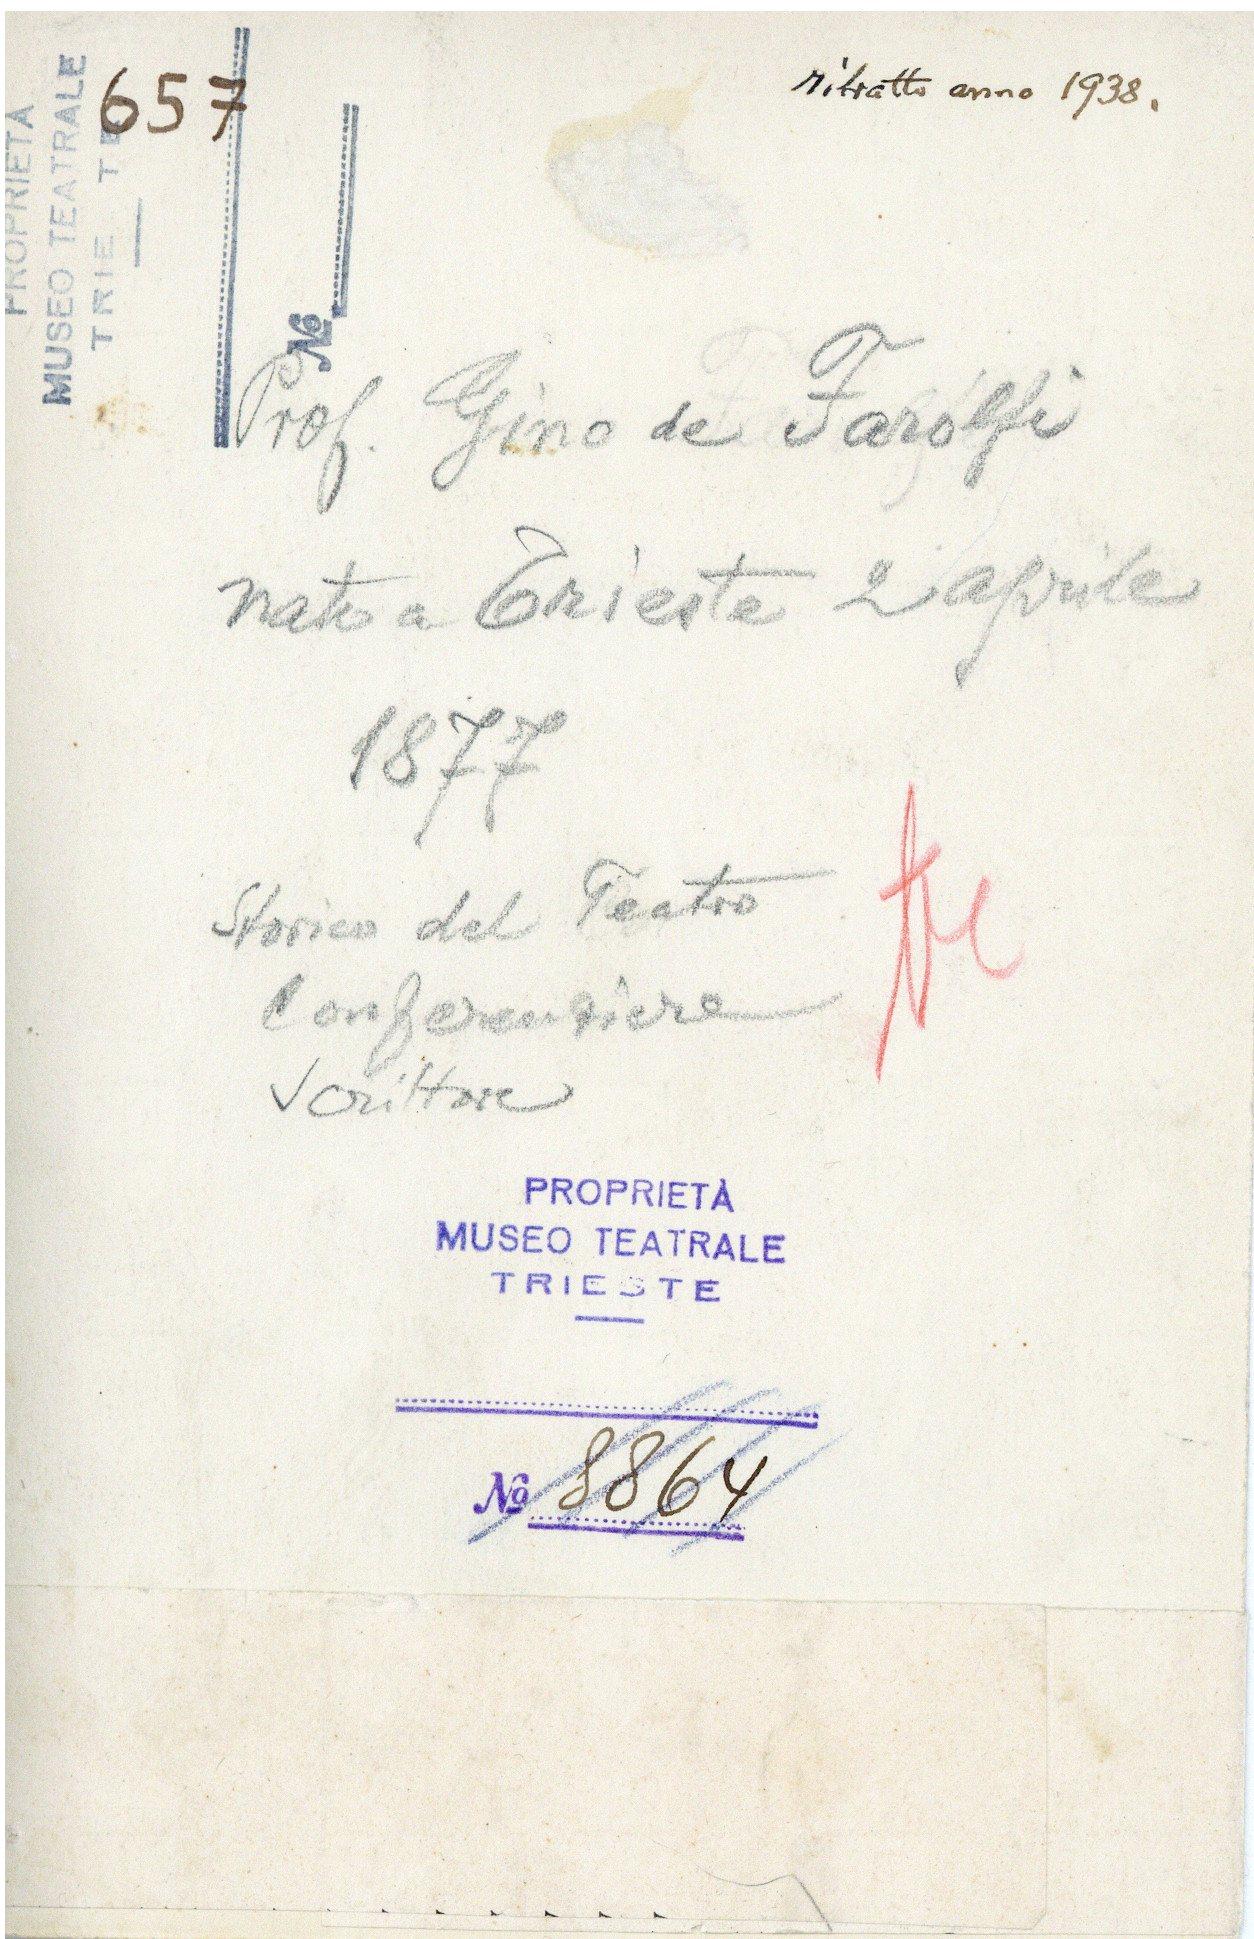 657
ritratto anno 1938.
PROPRIETÀ
MUSEO TEATRALE
TRIE TE
No
Prof. Gino de Farolfi
nato a Trieste 2 aprile
1877
Storico del Teatro
Conferenziere
Scrittore
PROPRIETÀ
MUSEO TEATRALE
TRIESTE
No 8864